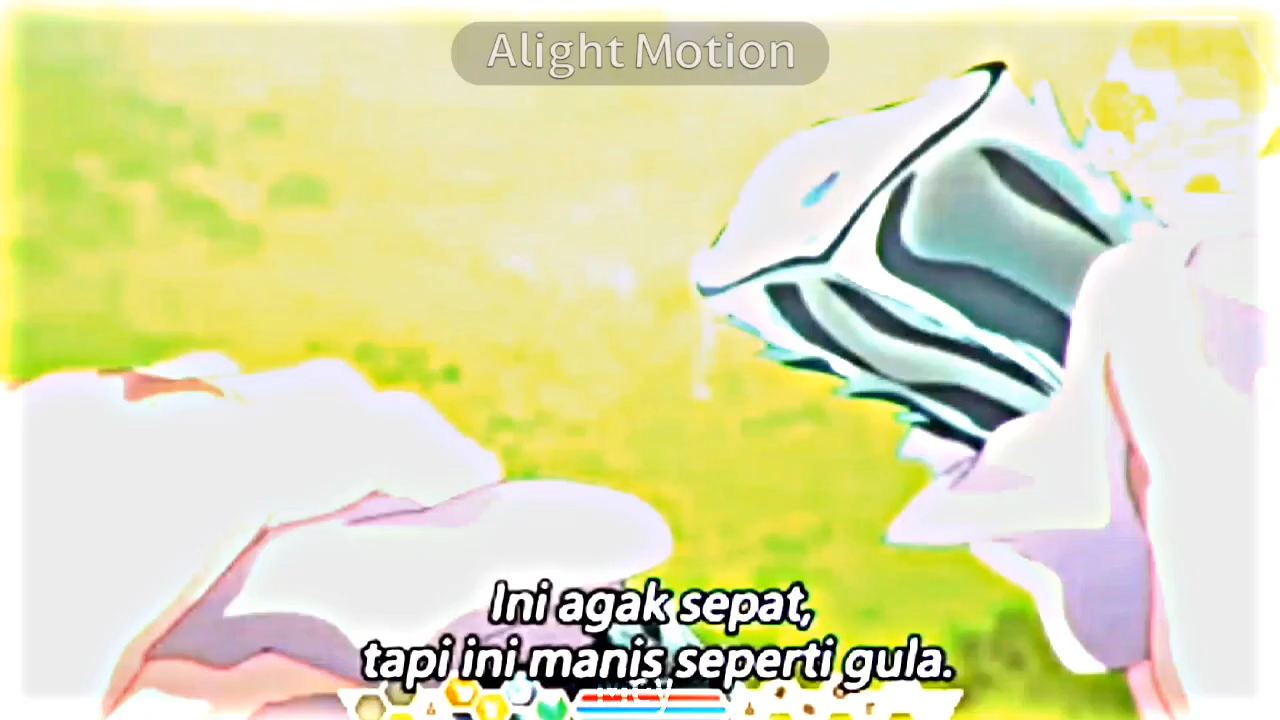 Alight Motion
Ini agak sepat,
tapi ini manis seperti gula.